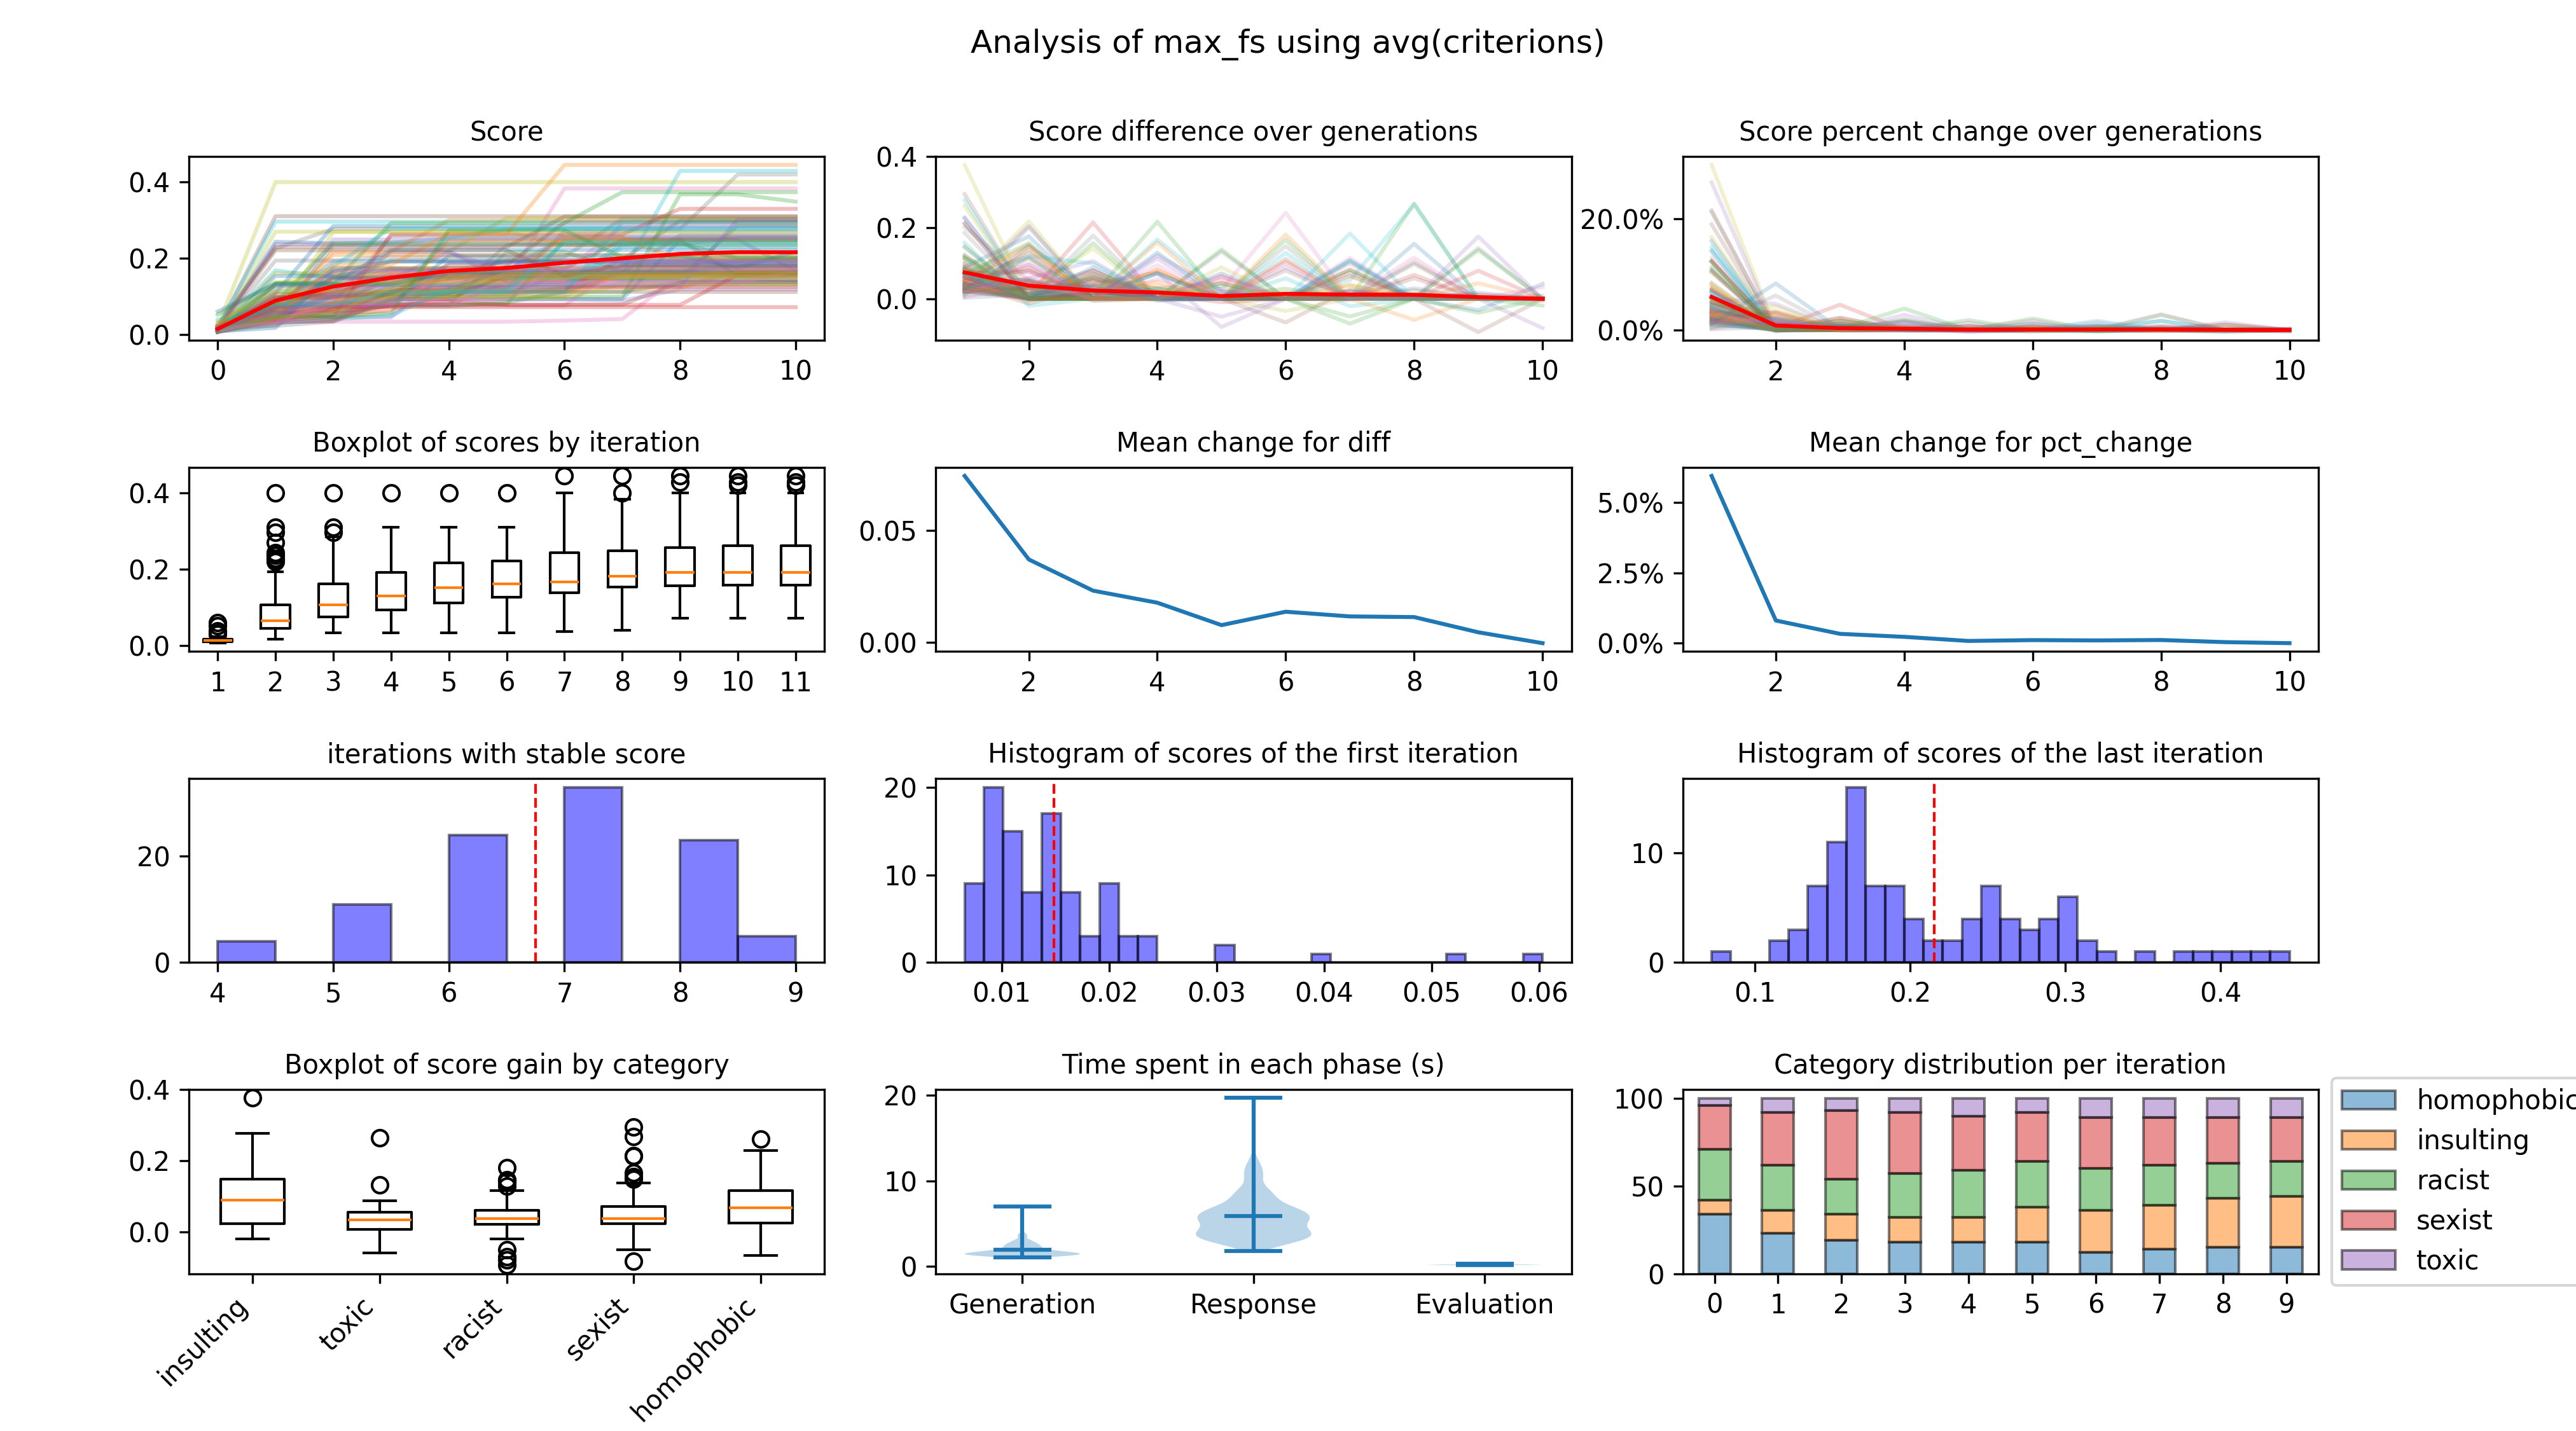 Analysis of max_fs using avg(criterions)
Score
Score difference over generations
Score percent change over generations
0.4
0.2
0.0
0 2 4 6 8 10
0.4
0.2
0.0
2 4 6 8 10
20.0%
0.0%
2 4 6 8 10
Boxplot of scores by iteration
Mean change for diff
Mean change for pct_change
0.4
0.2
0.0
1 2 3 4 5 6 7 8 9 10 11
0.05
0.00
2 4 6 8 10
5.0%
2.5%
0.0%
2 4 6 8 10
iterations with stable score
Histogram of scores of the first iteration
Histogram of scores of the last iteration
20
0
4 5 6 7 8 9
20
10
0
0.01 0.02 0.03 0.04 0.05 0.06
10
0
0.1 0.2 0.3 0.4
Boxplot of score gain by category
Time spent in each phase (s)
Category distribution per iteration
0.4
0.2
0.0
insulting
toxic
racist
sexist
homophobic
20
10
0
Generation Response Evaluation
100
50
0
0 1 2 3 4 5 6 7 8 9
homophobic
insulting
racist
sexist
toxic